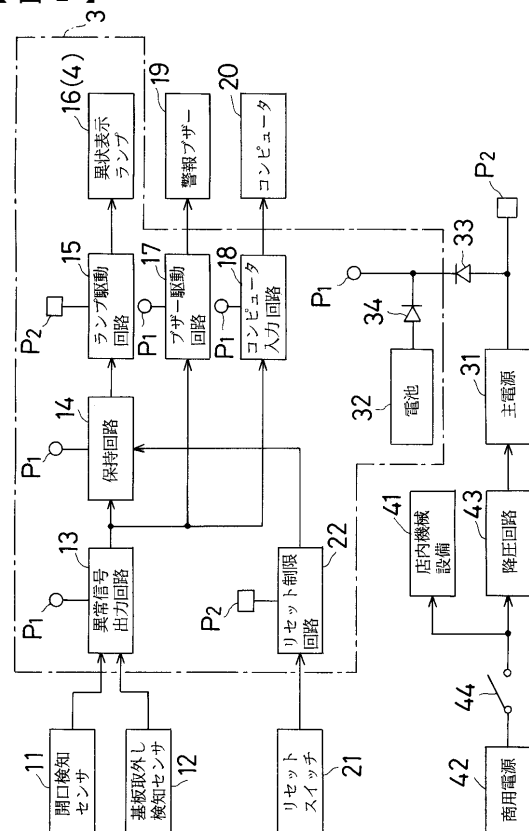 3
11
開口検知
センサ
12
基板取外し
検知センサ
P1
13
異常信号
出力回路
P1
14
保持回路
P2
15
ランプ駆動
回路
16(4)
異状表示
ランプ
P1
17
ブザー駆動
回路
19
警報ブザー
P1
18
コンピュータ
入力回路
20
コンピュータ
21
リセット
スイッチ
P2
22
リセット制限
回路
32
電池
34
P1
33
P2
42
商用電源
44
41
店内機械
設備
43
降圧回路
31
主電源